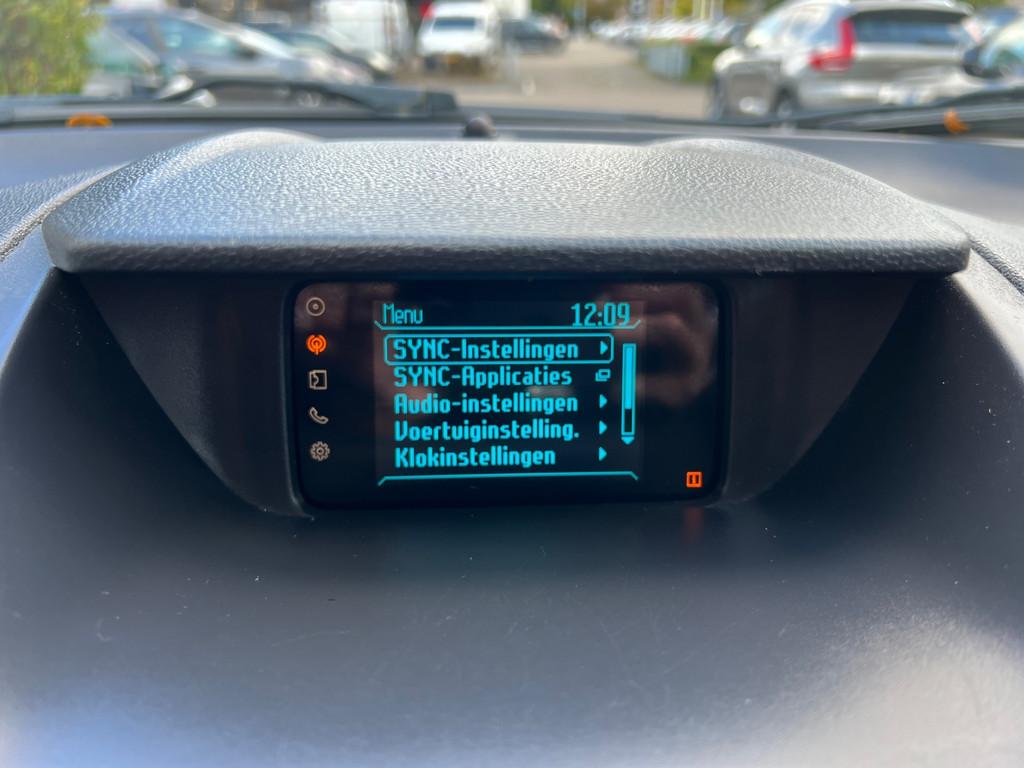 Menu 12:09
SYNC-Instellingen
SYNC-Applicaties
Audio-instellingen
Voertuiginstelling.
Klokinstellingen